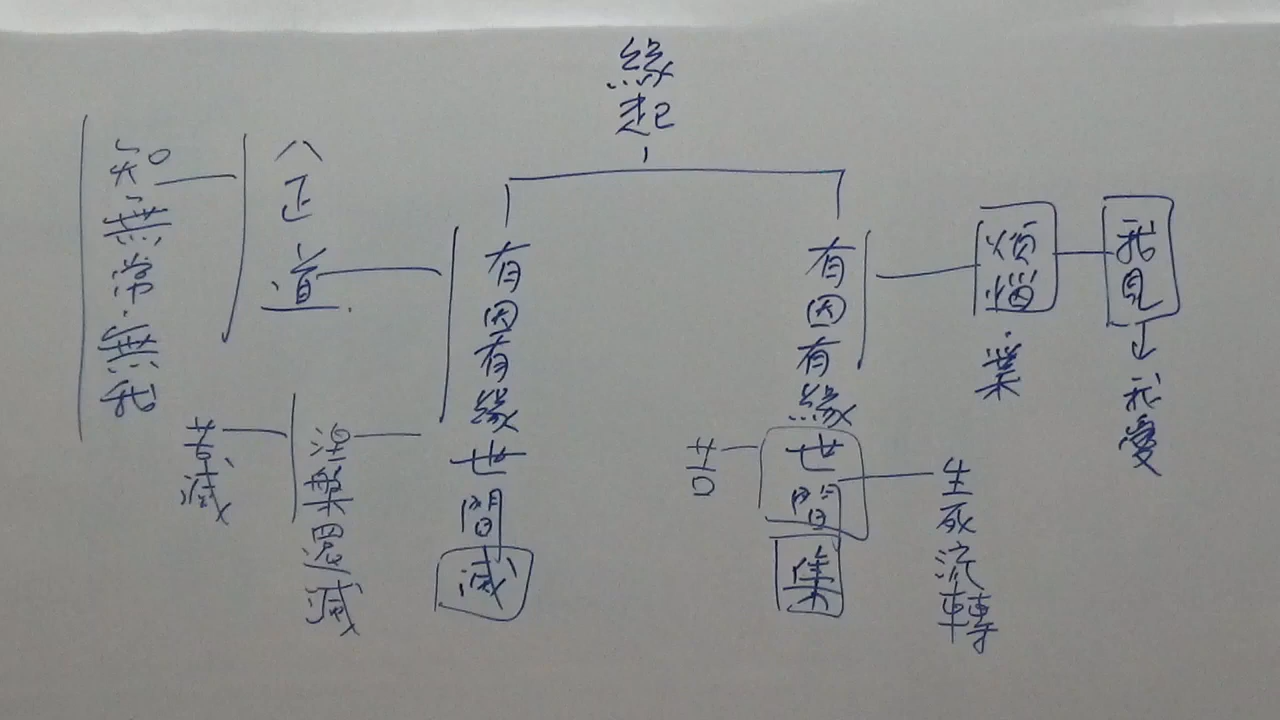 緣起
有因有緣世間集
煩惱·業
我見
我愛
苦
生死流轉
有因有緣世間滅
八正道
知·無常·無我
涅槃還滅
苦滅